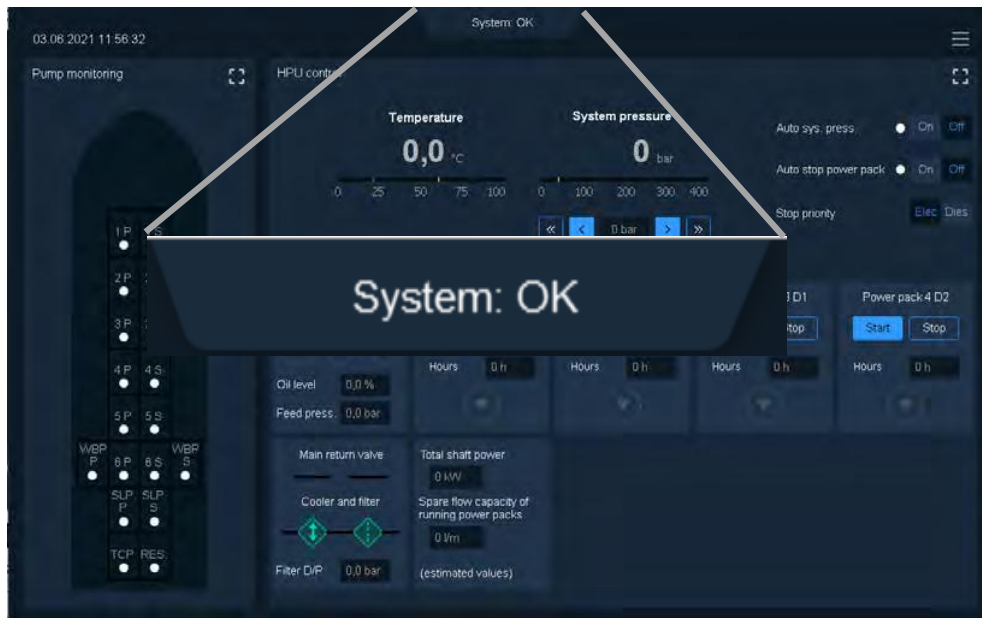 System: OK
03.06.2021 11:56:32
Pump monitoring
HPU control
Temperature
System pressure
0,0 °C
0 bar
0 25 50 75 100
0 100 200 300 400
« < 0 bar > »
Auto sys. press. On Off
Auto stop power pack On Off
Stop priority Elec Dies
System: OK
1 P S
2 P
3 P
4 P 4 S
5 P 5 S
WBP P 6 P 6 S WBP S
SLP P SLP S
TCP RES.
D1
Power pack 4 D2
Stop
Start Stop
Hours 0 h
Hours 0 h
Hours 0 h
Hours 0 h
Oil level 0,0 %
Feed press. 0,0 bar
Main return valve
Cooler and filter
Filter D/P 0,0 bar
Total shaft power
0 kW
Spare flow capacity of
running power packs
0 l/m
(estimated values)